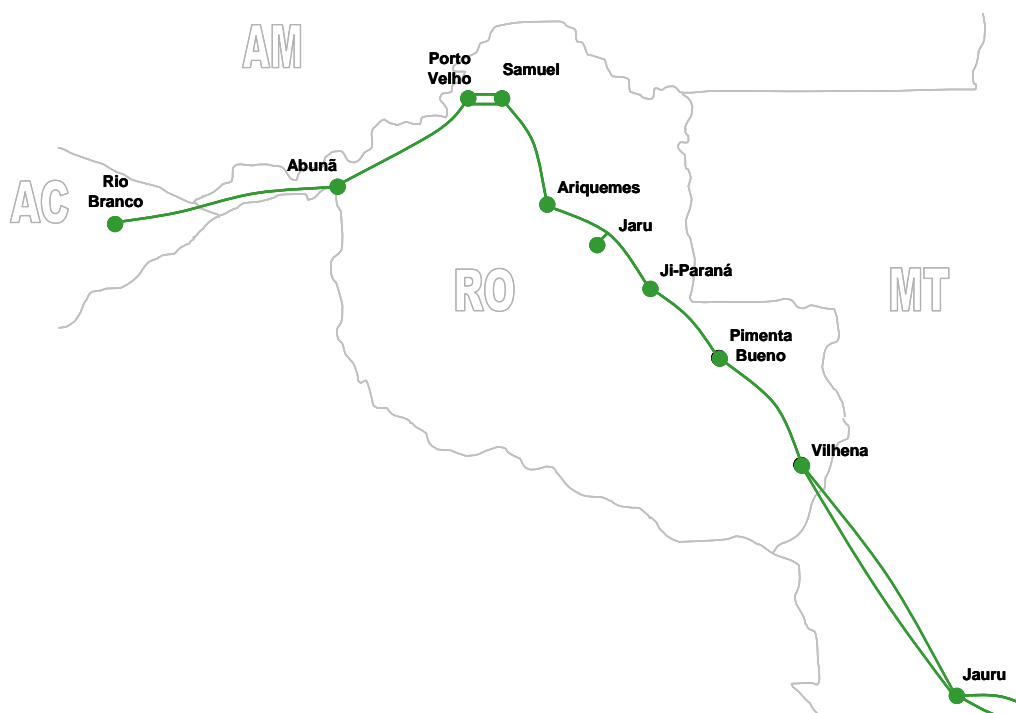 AM
Porto
Velho
Samuel
Abunã
Rio
Branco
AC
Ariquemes
Jaru
Ji-Paraná
RO
MT
Pimenta
Bueno
Vilhena
Jauru